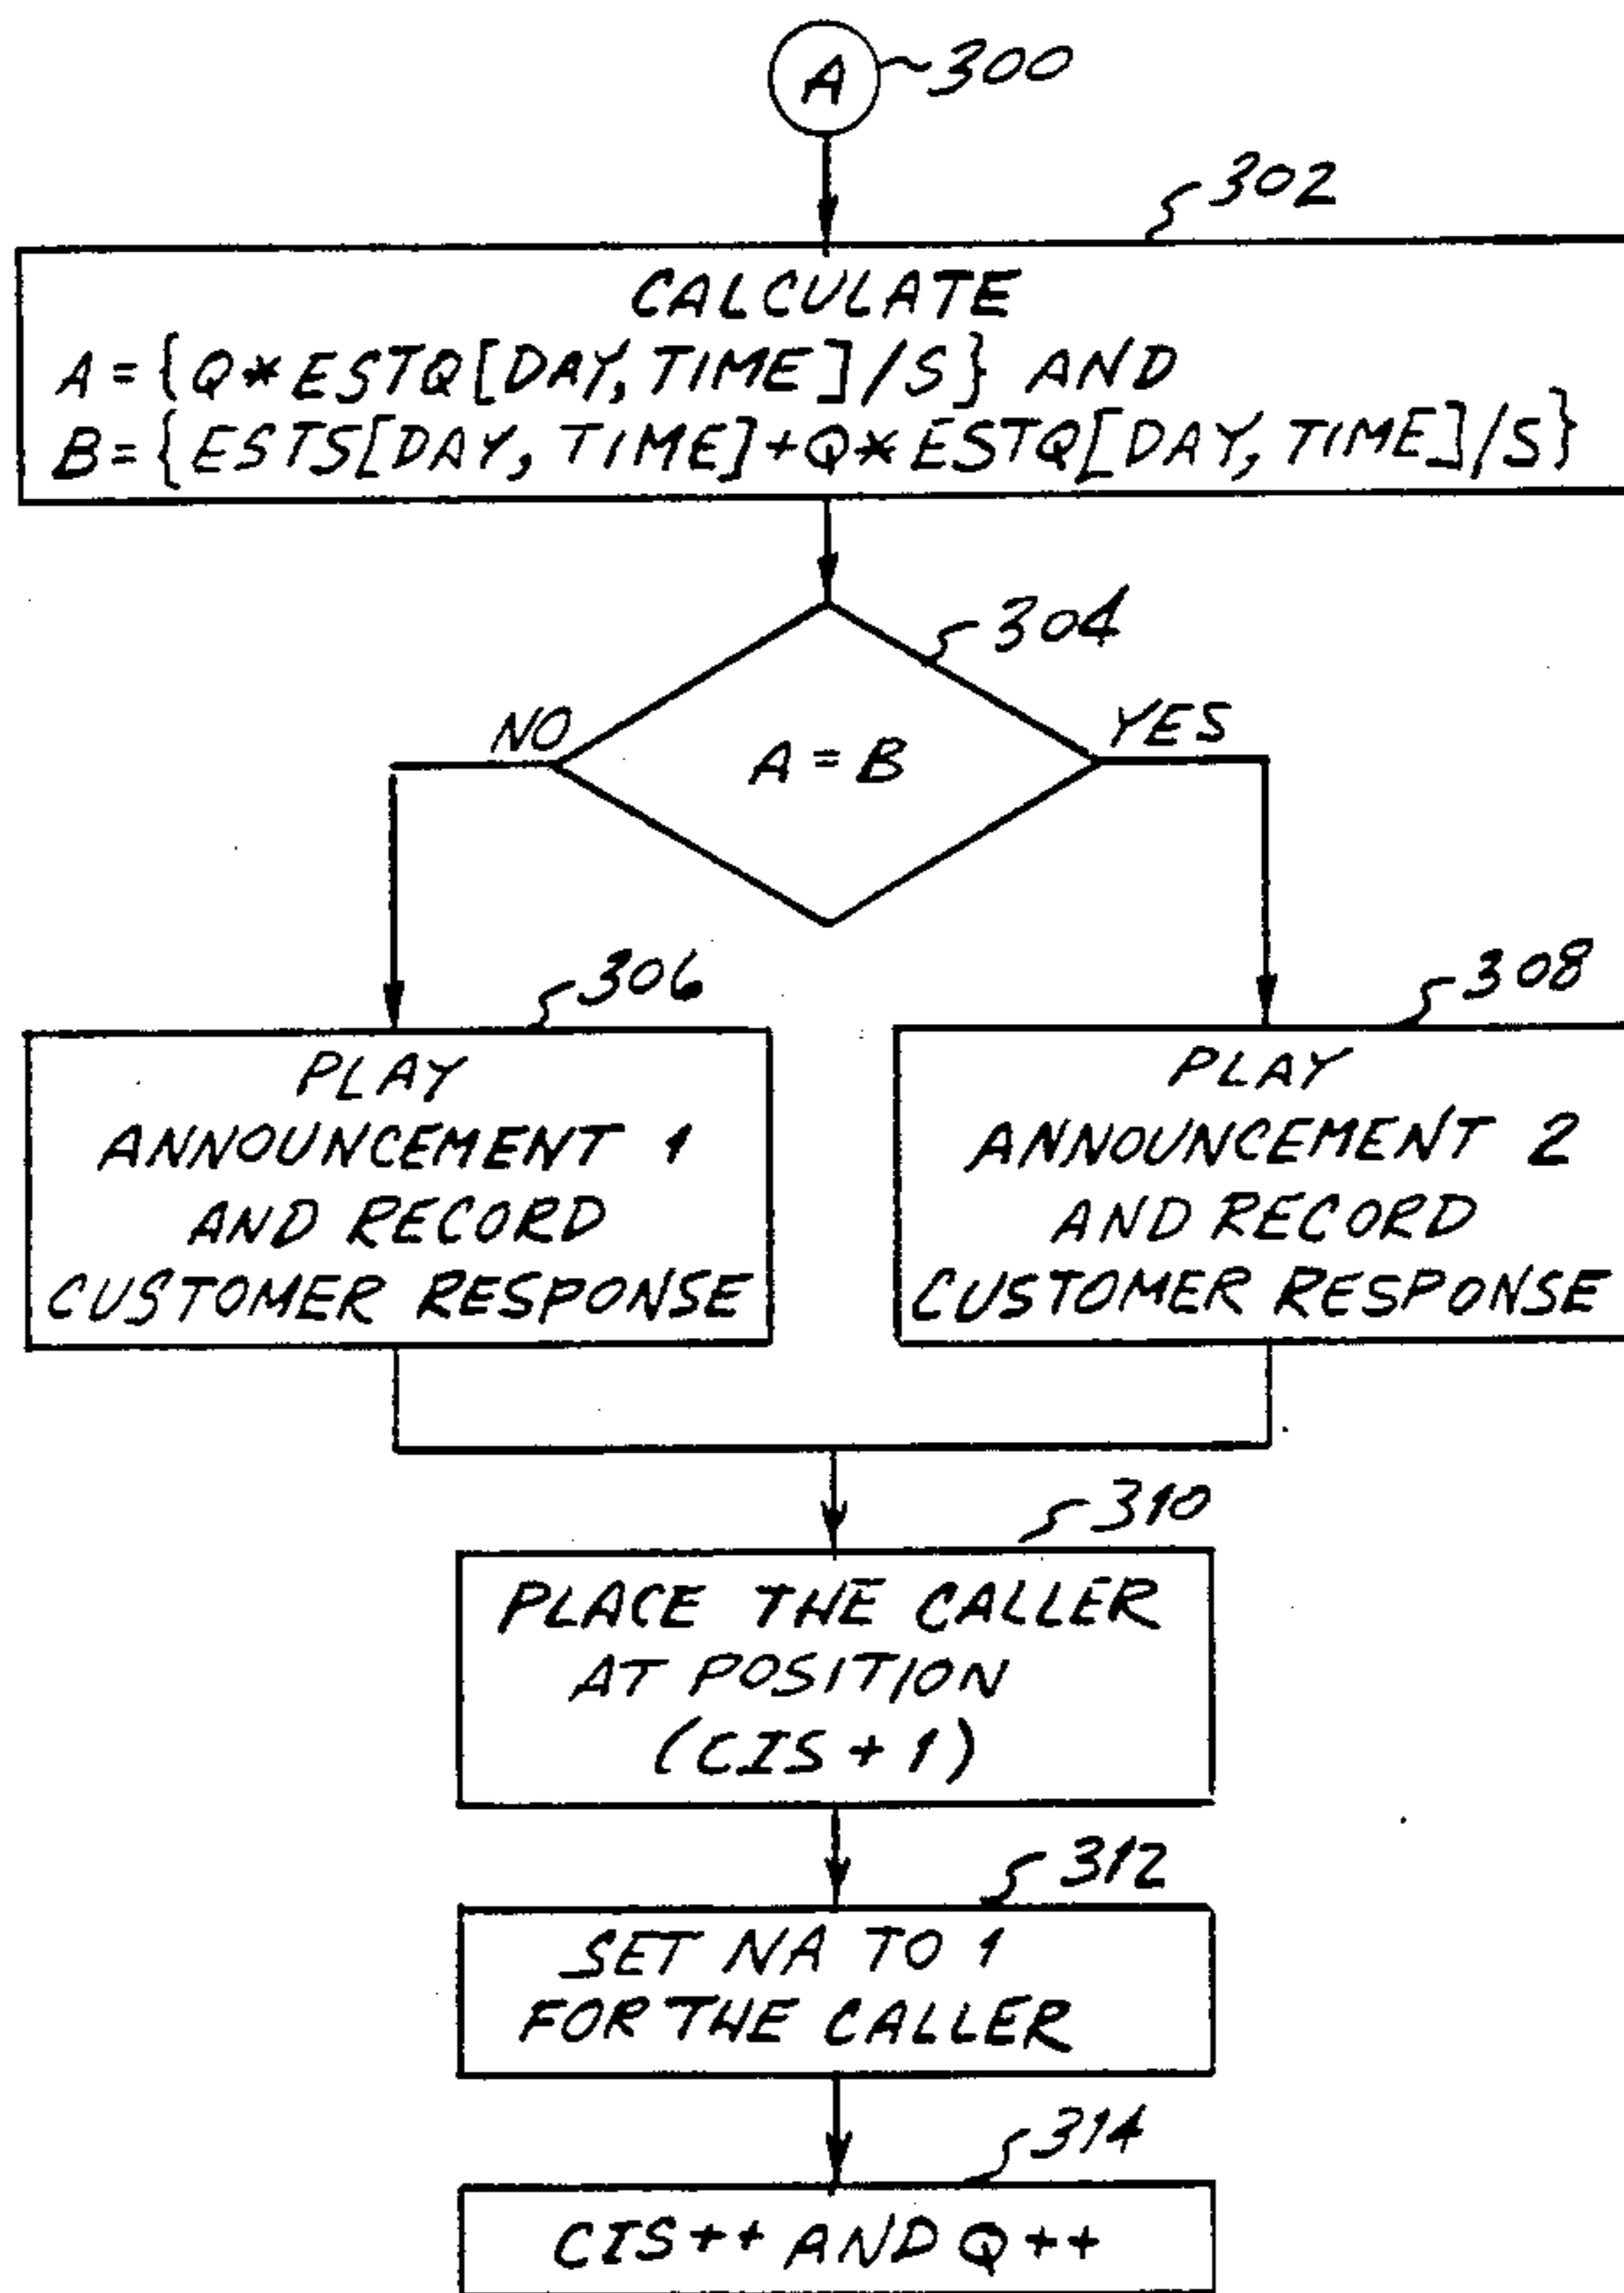 A 300
302
CALCULATE
A={Q*ESTQ[DAY,TIME]/S} AND
B={ESTS[DAY, TIME]+Q*ESTQ[DAY, TIME]/S}
304
NO
YES
A=B
306
308
PLAY
ANNOUNCEMENT 1
AND RECORD
CUSTOMER RESPONSE
PLAY
ANNOUNCEMENT 2
AND RECORD
CUSTOMER RESPONSE
310
PLACE THE CALLER
AT POSITION
(CIS+1)
312
SET NA TO 1
FOR THE CALLER
314
CIS++ AND Q++